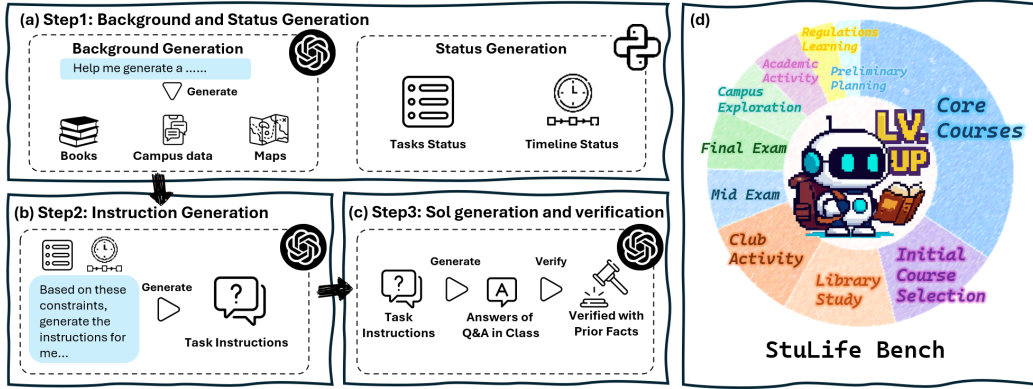 (a) Step1: Background and Status Generation
Background Generation
Help me generate a ......
Generate
Books
Campus data
Maps
Status Generation
Tasks Status
Timeline Status
(b) Step2: Instruction Generation
Based on these
constraints,
generate the
instructions for
me...
Generate
?
Task Instructions
(c) Step3: Sol generation and verification
Generate
Verify
?
A
Task
Instructions
Answers of
Q&A in Class
Verified with
Prior Facts
(d)
Regulations
Learning
Academic
Activity
Preliminary
Planning
Campus
Exploration
Core
Courses
Final Exam
LV.
UP
Mid Exam
Club
Activity
Library
Study
Initial
Course
Selection
StuLife Bench